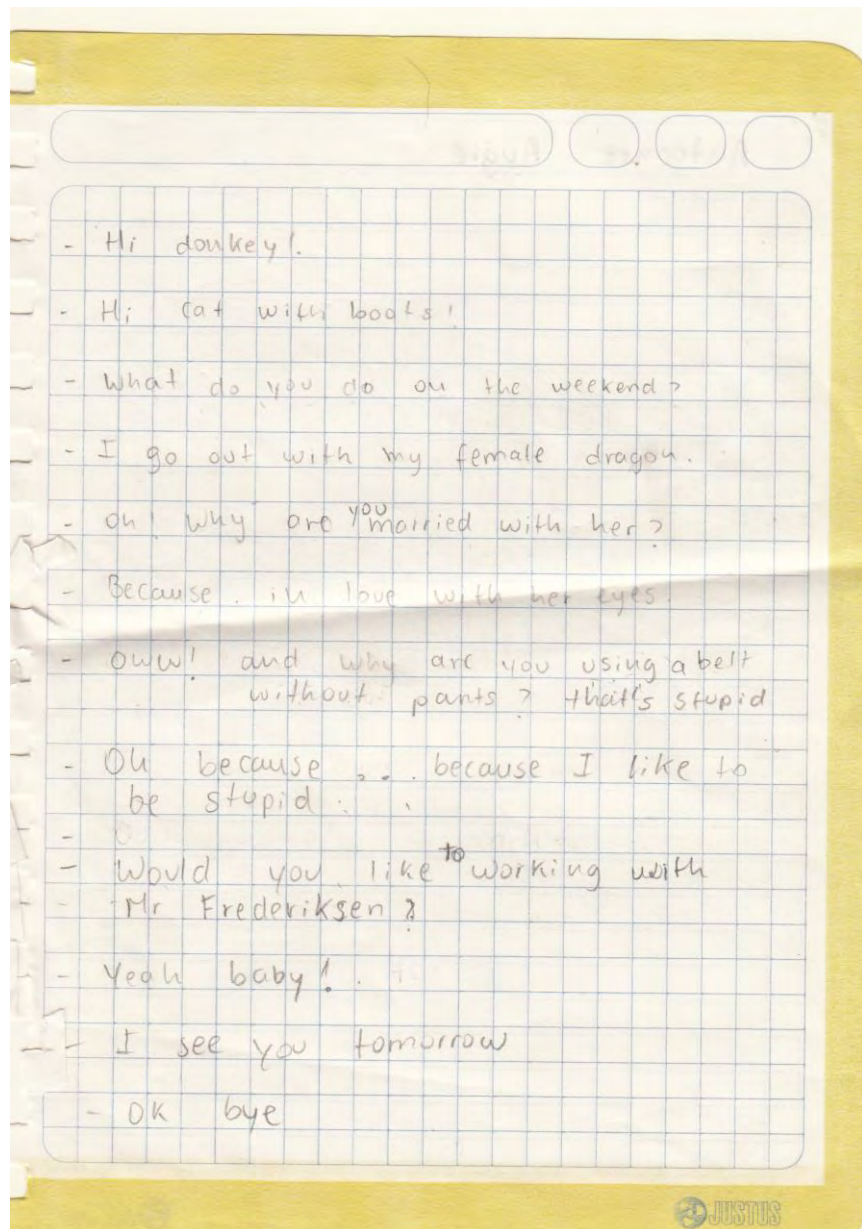 - Hi donkey!.
- Hi cat with boots!
- What do you do on the weekend?
- I go out with my female dragon.
- Oh! Why are you married with her?
- Because. in love with her eyes.
- Oww! and why are you using a belt
without pants? that's stupid
- Oh because ... because I like to
be stupid.
-
- Would you like to working with
- Mr Frederiksen?
- Yeah baby!.
- I see you tomorrow
- OK bye
JUSTUS